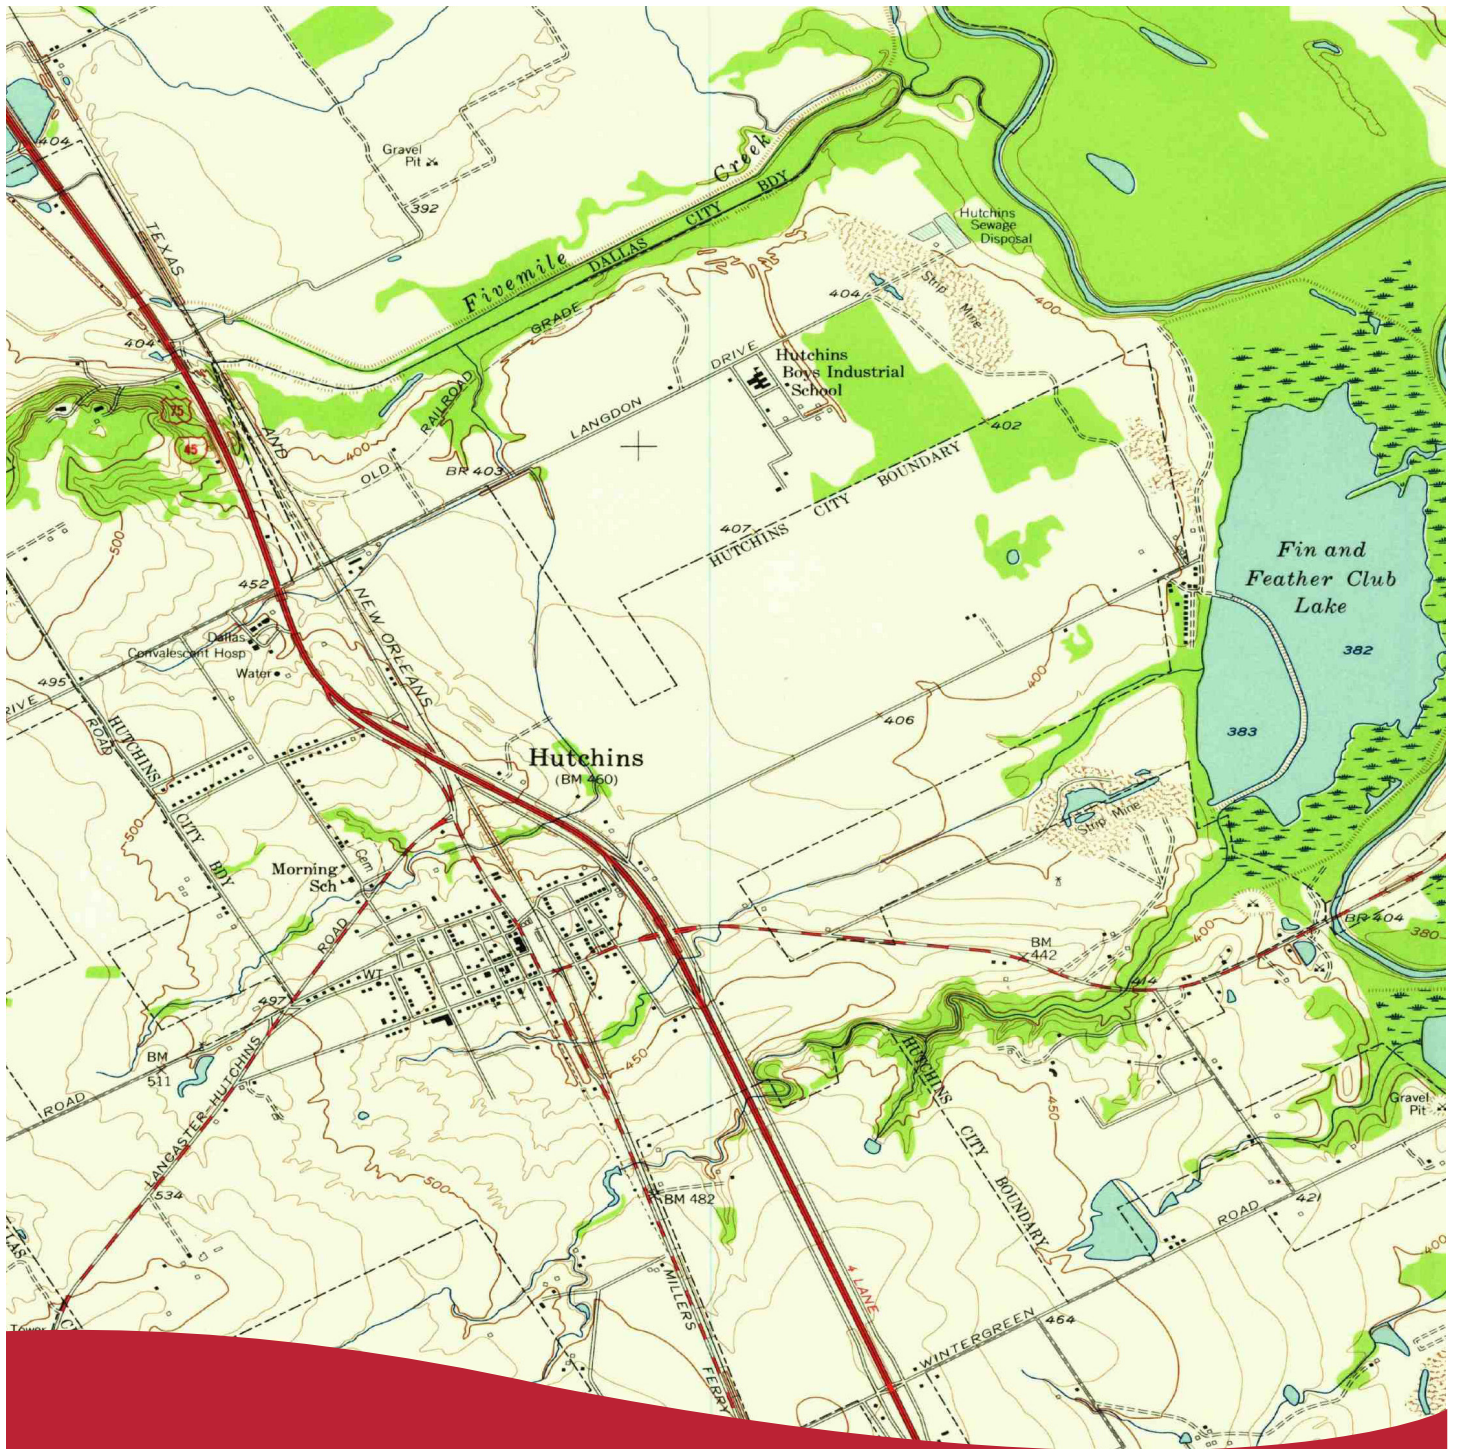 404
Gravel
Pit
392
TEXAS
Fivemile
Creek
DALLAS
CITY
BDY
Hutchins
Sewage
Disposal
Strip
Mine
400
404
GRADE
404
75
45
AND
400
OLD
RAILROAD
BR 403
LANGDON
DRIVE
Hutchins
Boys Industrial
School
402
HUTCHINS
CITY
BOUNDARY
407
500
452
NEW ORLEANS
Dallas
Convalescent Hosp
Water
495
ROAD
HUTCHINS
CITY
BDY
500
Fin and
Feather Club
Lake
382
383
400
406
Hutchins
(BM 460)
Strip Mine
Morning
Sch
Cem
ROAD
WT
497
BM
442
414
400
BR 404
380
BM
511
ROAD
LANCASTER-HUTCHINS
534
450
500
BM 482
HUTCHINS
CITY
BOUNDARY
450
Gravel
Pit
421
ROAD
400
4 LANE
MILLERS
FERRY
WINTERGREEN
464